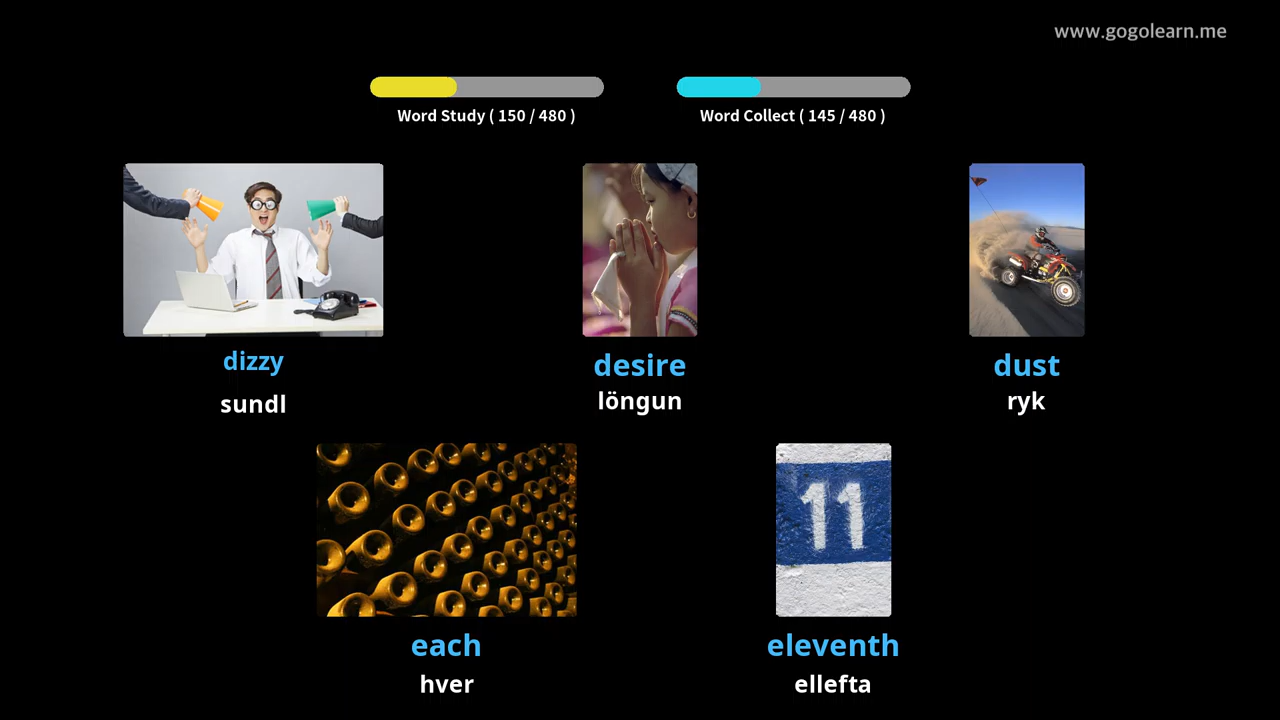 www.gogolearn.me
Word Study ( 150 / 480 )
Word Collect ( 145 / 480 )
dizzy
sundl
desire
löngun
dust
ryk
11
each
hver
eleventh
ellefta